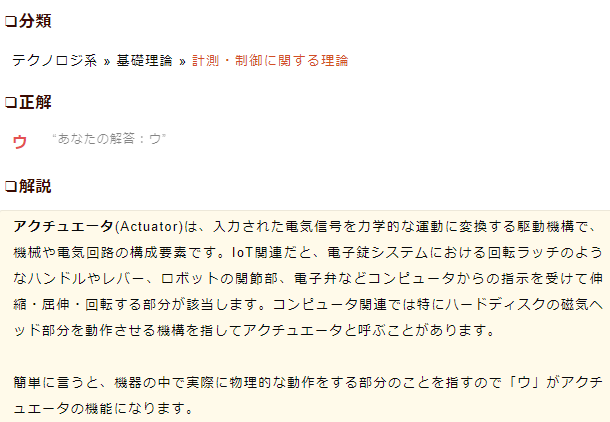 ❏分類
テクノロジ系 » 基礎理論 » 計測・制御に関する理論
❏正解
ウ “あなたの解答：ウ”
❏解説
アクチュエータ(Actuator)は、入力された電気信号を力学的な運動に変換する駆動機構で、
機械や電気回路の構成要素です。IoT関連だと、電子錠システムにおける回転ラッチのよう
なハンドルやレバー、ロボットの関節部、電子弁などコンピュータからの指示を受けて伸
縮・屈伸・回転する部分が該当します。コンピュータ関連では特にハードディスクの磁気ヘ
ッド部分を動作させる機構を指してアクチュエータと呼ぶことがあります。
簡単に言うと、機器の中で実際に物理的な動作をする部分のことを指すので「ウ」がアクチ
ュエータの機能になります。